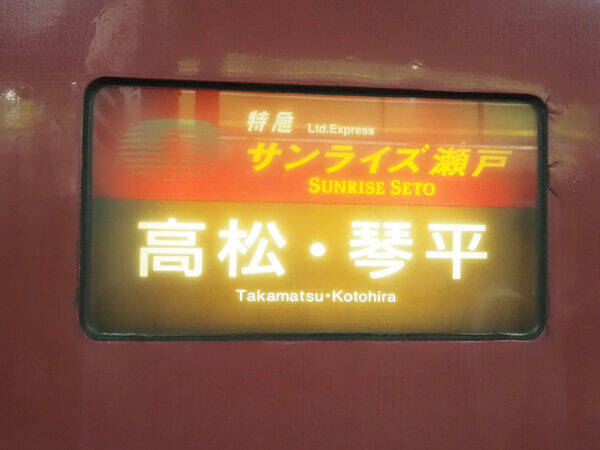 特急 Ltd.Express
サンライズ瀬戸
SUNRISE SETO
高松・琴平
Takamatsu・Kotohira